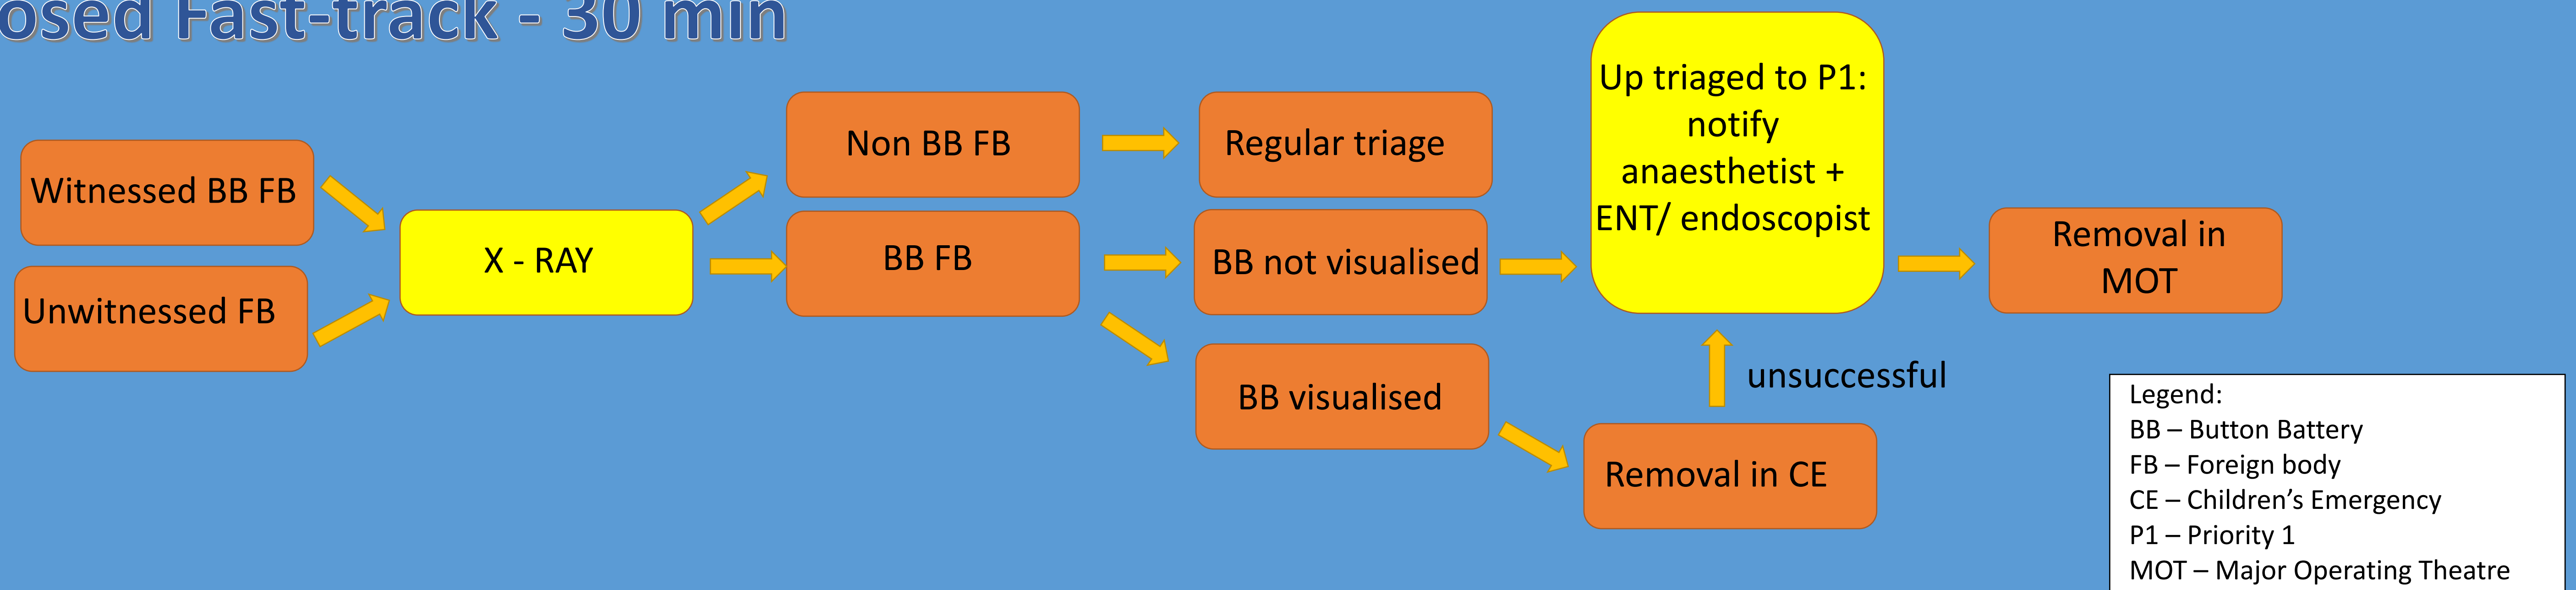 osed Fast-track - 30 min
Witnessed BB FB
Unwitnessed FB
X - RAY
Non BB FB
BB FB
Regular triage
BB not visualised
BB visualised
Up triaged to P1:
notify
anaesthetist +
ENT/ endoscopist
unsuccessful
Removal in CE
Removal in
MOT
Legend:
BB – Button Battery
FB – Foreign body
CE – Children’s Emergency
P1 – Priority 1
MOT – Major Operating Theatre